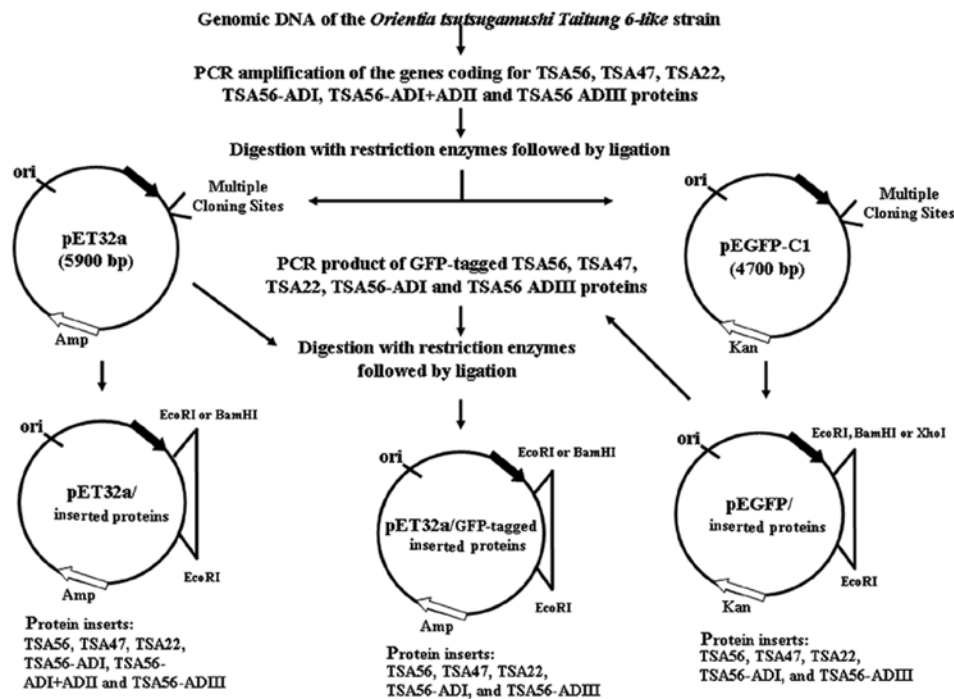 Genomic DNA of the Orientia tsutsugamushi Taitung 6-like strain
PCR amplification of the genes coding for TSA56, TSA47, TSA22,
TSA56-ADI, TSA56-ADI+ADII and TSA56 ADIII proteins
Digestion with restriction enzymes followed by ligation
ori
Multiple
Cloning Sites
pET32a
(5900 bp)
Amp
ori
Multiple
Cloning Sites
pEGFP-C1
(4700 bp)
Kan
PCR product of GFP-tagged TSA56, TSA47,
TSA22, TSA56-ADI and TSA56 ADIII proteins
Digestion with restriction enzymes
followed by ligation
ori
EcoRI or BamHI
pET32a/
inserted proteins
EcoRI
Amp
Protein inserts:
TSA56, TSA47, TSA22,
TSA56-ADI, TSA56-
ADI+ADII and TSA56-ADIII
ori
EcoRI or BamHI
pET32a/GFP-tagged
inserted proteins
EcoRI
Amp
Protein inserts:
TSA56, TSA47, TSA22,
TSA56-ADI, and TSA56-ADIII
ori
EcoRI, BamHI or XhoI
pEGFP/
inserted proteins
EcoRI
Kan
Protein inserts:
TSA56, TSA47, TSA22,
TSA56-ADI, and TSA56-ADIII